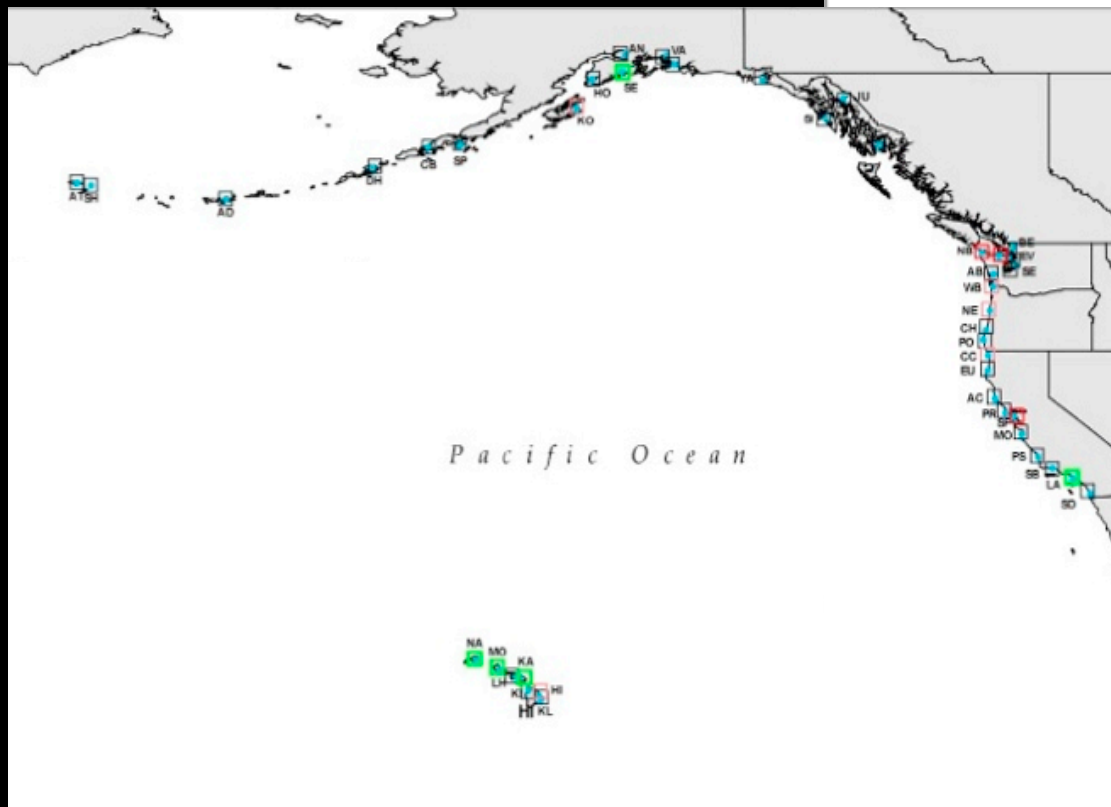 AN
VA
HO
SE
KO
YA
JU
SI
CB
SP
DH
AT
SH
AD
NB
BE
EV
AB
SE
WB
NE
CH
PO
CC
EU
AC
PR
SF
MO
Pacific Ocean
PS
SB
LA
SD
NA
MO
KA
LH
HI
HI
KL